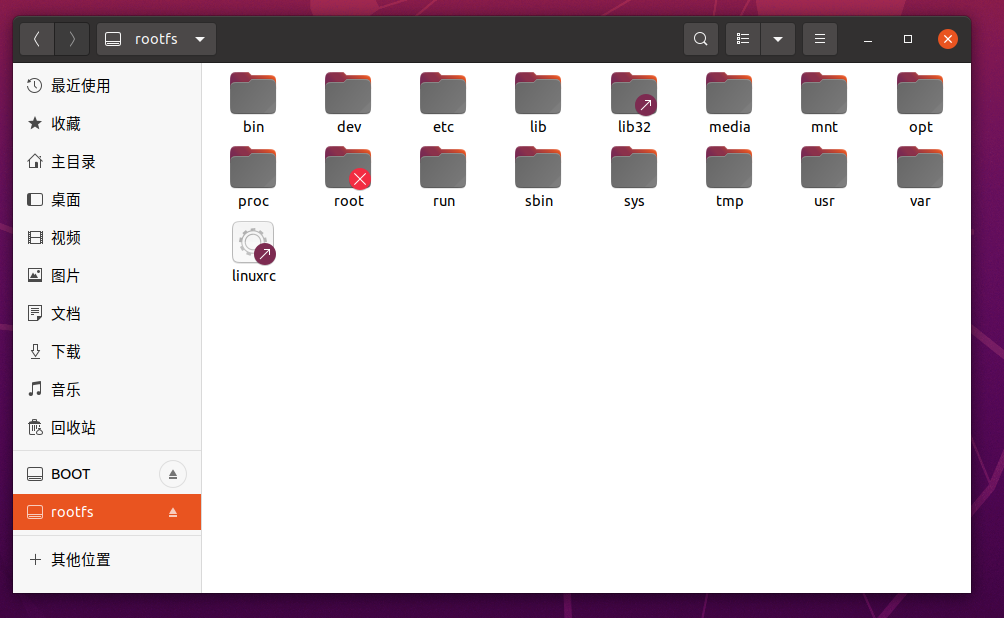 rootfs
最近使用
收藏
主目录
桌面
视频
图片
文档
下载
音乐
回收站
BOOT
rootfs
其他位置
bin dev etc lib lib32 media mnt opt
proc root run sbin sys tmp usr var
linuxrc